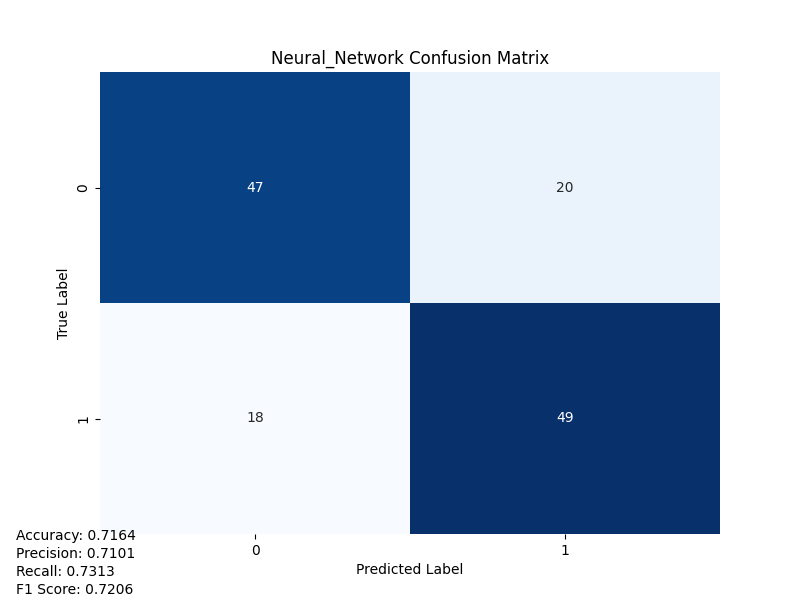 Neural_Network Confusion Matrix
0
47
20
True Label
1
18
49
0
1
Predicted Label
Accuracy: 0.7164
Precision: 0.7101
Recall: 0.7313
F1 Score: 0.7206